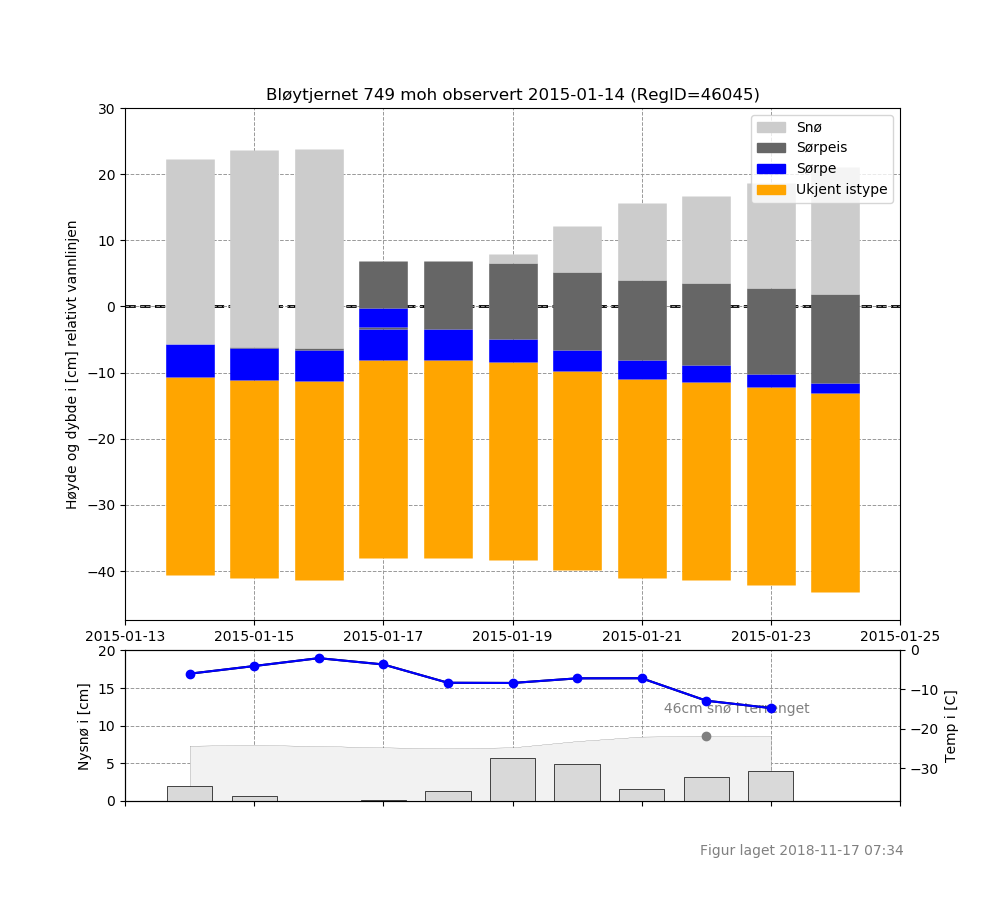 Bløytjernet 749 moh observert 2015-01-14 (RegID=46045)
Høyde og dybde i [cm] relativt vannlinjen
30
20
10
0
−10
−20
−30
−40
Snø
Sørpeis
Sørpe
Ukjent istype
2015-01-13 2015-01-15 2015-01-17 2015-01-19 2015-01-21 2015-01-23 2015-01-25
Nysnø i [cm]
20
15
10
5
0
46cm snø i terrenget
0
−10
−20
−30
Temp i [C]
Figur laget 2018-11-17 07:34